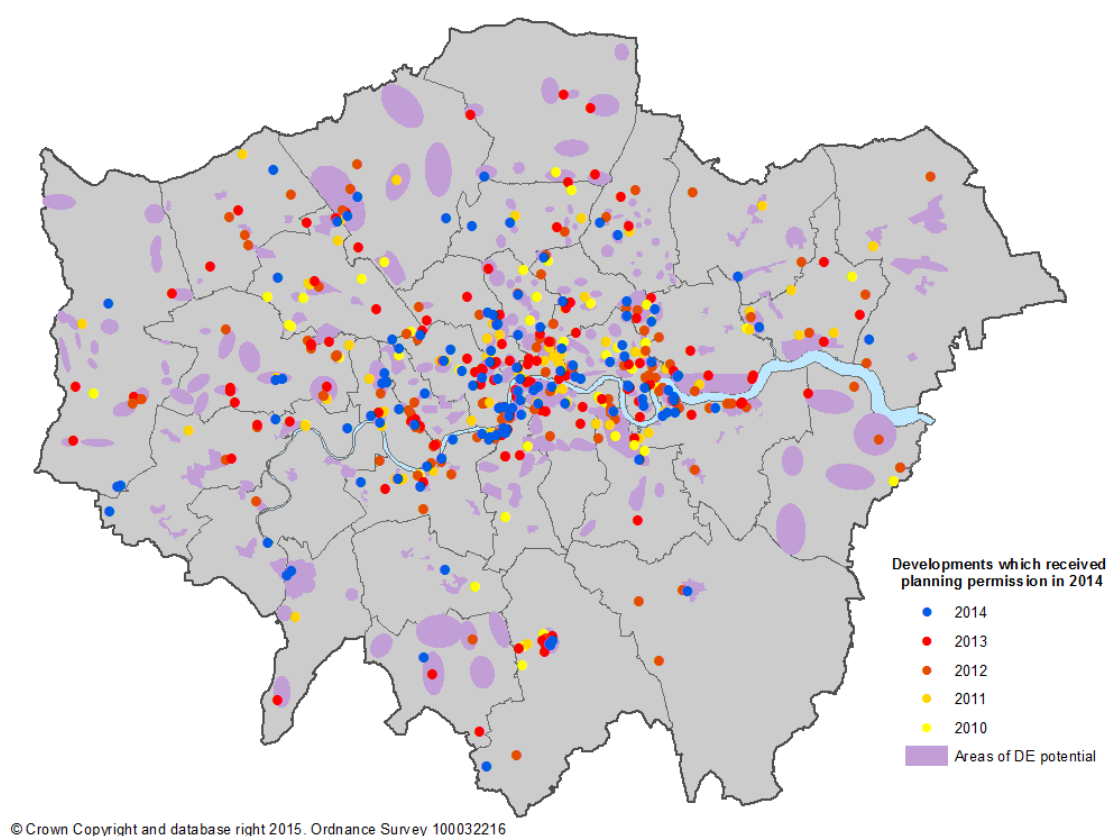 Developments which received
planning permission in 2014
2014
2013
2012
2011
2010
Areas of DE potential
© Crown Copyright and database right 2015. Ordnance Survey 100032216